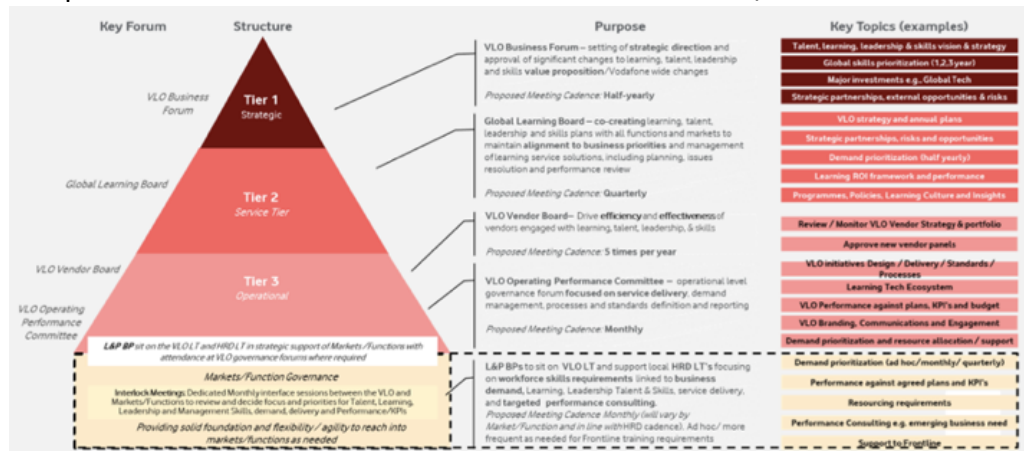 Key Forum
Structure
Purpose
Key Topics (examples)
VLO Business
Forum
Tier 1
Strategic
VLO Business Forum – setting of strategic direction and
approval of significant changes to learning, talent, leadership
and skills value proposition/Vodafone wide changes
Proposed Meeting Cadence: Half-yearly
Talent, learning, leadership & skills vision & strategy
Global skills prioritization (1,2,3 year)
Major investments e.g., Global Tech
Strategic partnerships, external opportunities & risks
Global Learning Board
Tier 2
Service Tier
Global Learning Board – co-creating learning, talent,
leadership and skills plans with all functions and markets to
maintain alignment to business priorities and management
of learning service solutions, including planning, issues
resolution and performance review
Proposed Meeting Cadence: Quarterly
VLO strategy and annual plans
Strategic partnerships, risks and opportunities
Demand prioritization (half yearly)
Learning ROI framework and performance
Programmes, Policies, Learning Culture and Insights
VLO Vendor Board
VLO Vendor Board– Drive efficiency and effectiveness of
vendors engaged with learning, talent, leadership, & skills
Proposed Meeting Cadence: 5 times per year
Review / Monitor VLO Vendor Strategy & portfolio
Approve new vendor panels
VLO Operating
Performance
Committee
Tier 3
Operational
VLO Operating Performance Committee – operational level
governance forum focused on service delivery, demand
management, processes and standards definition and reporting
Proposed Meeting Cadence: Monthly
VLO initiatives Design / Delivery / Standards /
Processes
Learning Tech Ecosystem
VLO Performance against plans, KPI's and budget
VLO Branding, Communications and Engagement
Demand prioritization and resource allocation / support
L&P BP sit on the VLO LT and HRD LT in strategic support of Markets/Functions with
attendance at VLO governance forums where required
Markets/Function Governance
Interlock Meetings: Dedicated Monthly interface sessions between the VLO and
Markets/Functions to review and decide focus and priorities for Talent, Learning,
Leadership and Management Skills, demand, delivery and Performance/KPIs
Providing solid foundation and flexibility / agility to reach into
markets/functions as needed
L&P BPs to sit on VLO LT and support local HRD LT's focusing
on workforce skills requirements linked to business
demand, Learning, Leadership Talent & Skills, service delivery,
and targeted performance consulting.
Proposed Meeting Cadence Monthly (will vary by
Market/Function and in line with HRD cadence). Ad hoc/ more
frequent as needed for Frontline training requirements
Demand prioritization (ad hoc/monthly/ quarterly)
Performance against agreed plans and KPI's
Resourcing requirements
Performance Consulting e.g. emerging business need
Support to Frontline